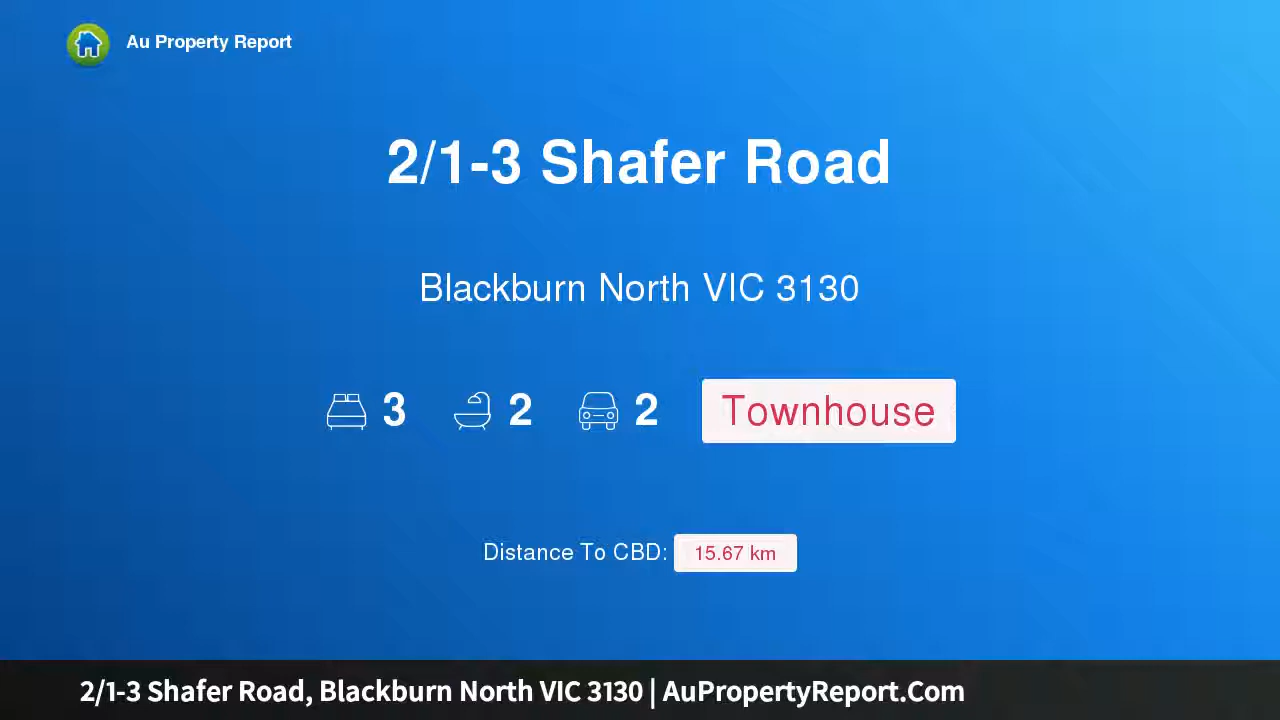 Au Property Report
2/1-3 Shafer Road
Blackburn North VIC 3130
3 2 2 Townhouse
Distance To CBD: 15.67 km
2/1-3 Shafer Road, Blackburn North VIC 3130 | AuPropertyReport.Com